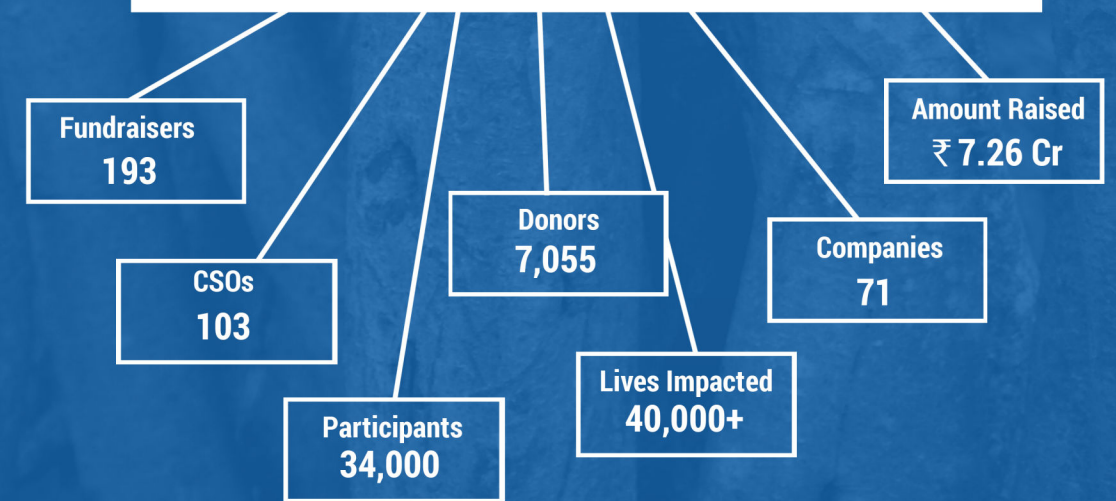 Fundraisers
193
Amount Raised
₹ 7.26 Cr
CSOs
103
Donors
7,055
Companies
71
Participants
34,000
Lives Impacted
40,000+